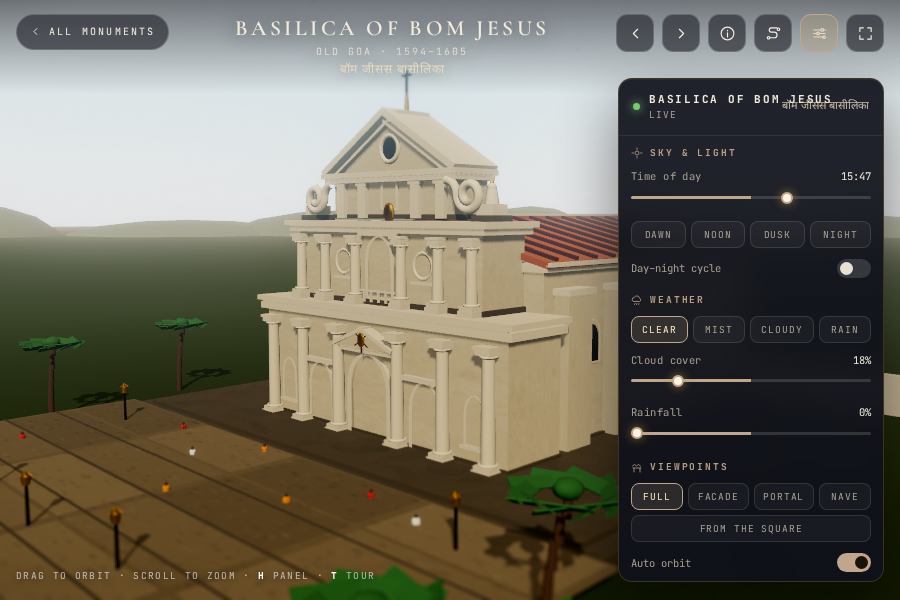 ALL MONUMENTS
BASILICA OF BOM JESUS
OLD GOA · 1594–1605
बॉम जीसस बासीलिका
BASILICA OF BOM JESUS
बॉम जीसस बासीलिका
LIVE
SKY & LIGHT
Time of day 15:47
DAWN NOON DUSK NIGHT
Day-night cycle
WEATHER
CLEAR MIST CLOUDY RAIN
Cloud cover 18%
Rainfall 0%
VIEWPOINTS
FULL FACADE PORTAL NAVE
FROM THE SQUARE
Auto orbit
DRAG TO ORBIT · SCROLL TO ZOOM · H PANEL · T TOUR